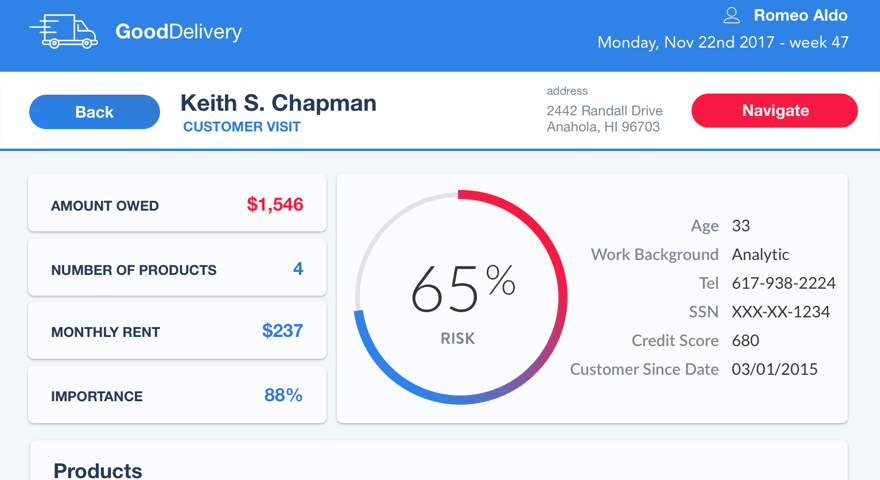 GoodDelivery
Romeo Aldo
Monday, Nov 22nd 2017 - week 47
Back
Keith S. Chapman
CUSTOMER VISIT
address
2442 Randall Drive
Anahola, HI 96703
Navigate
AMOUNT OWED $1,546
NUMBER OF PRODUCTS 4
MONTHLY RENT $237
IMPORTANCE 88%
65%
RISK
Age 33
Work Background Analytic
Tel 617-938-2224
SSN XXX-XX-1234
Credit Score 680
Customer Since Date 03/01/2015
Products